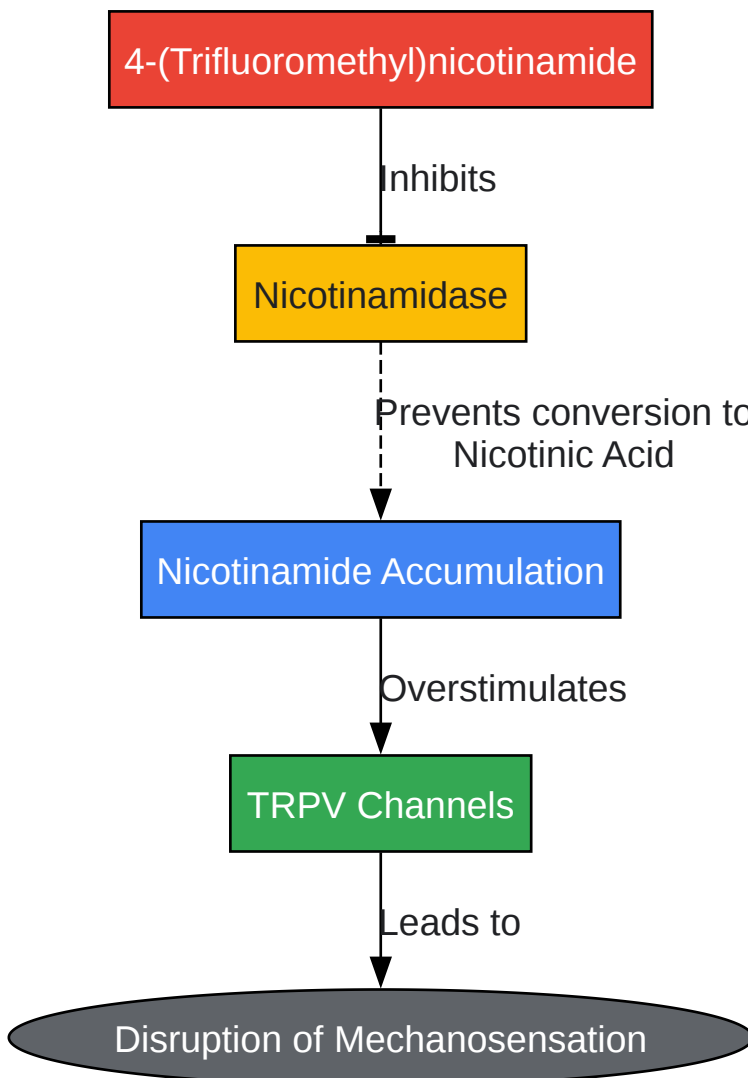 4-(Trifluoromethyl)nicotinamide
Inhibits
Nicotinamidase
Prevents conversion to
Nicotinic Acid
Nicotinamide Accumulation
Overstimulates
TRPV Channels
Leads to
Disruption of Mechanosensation